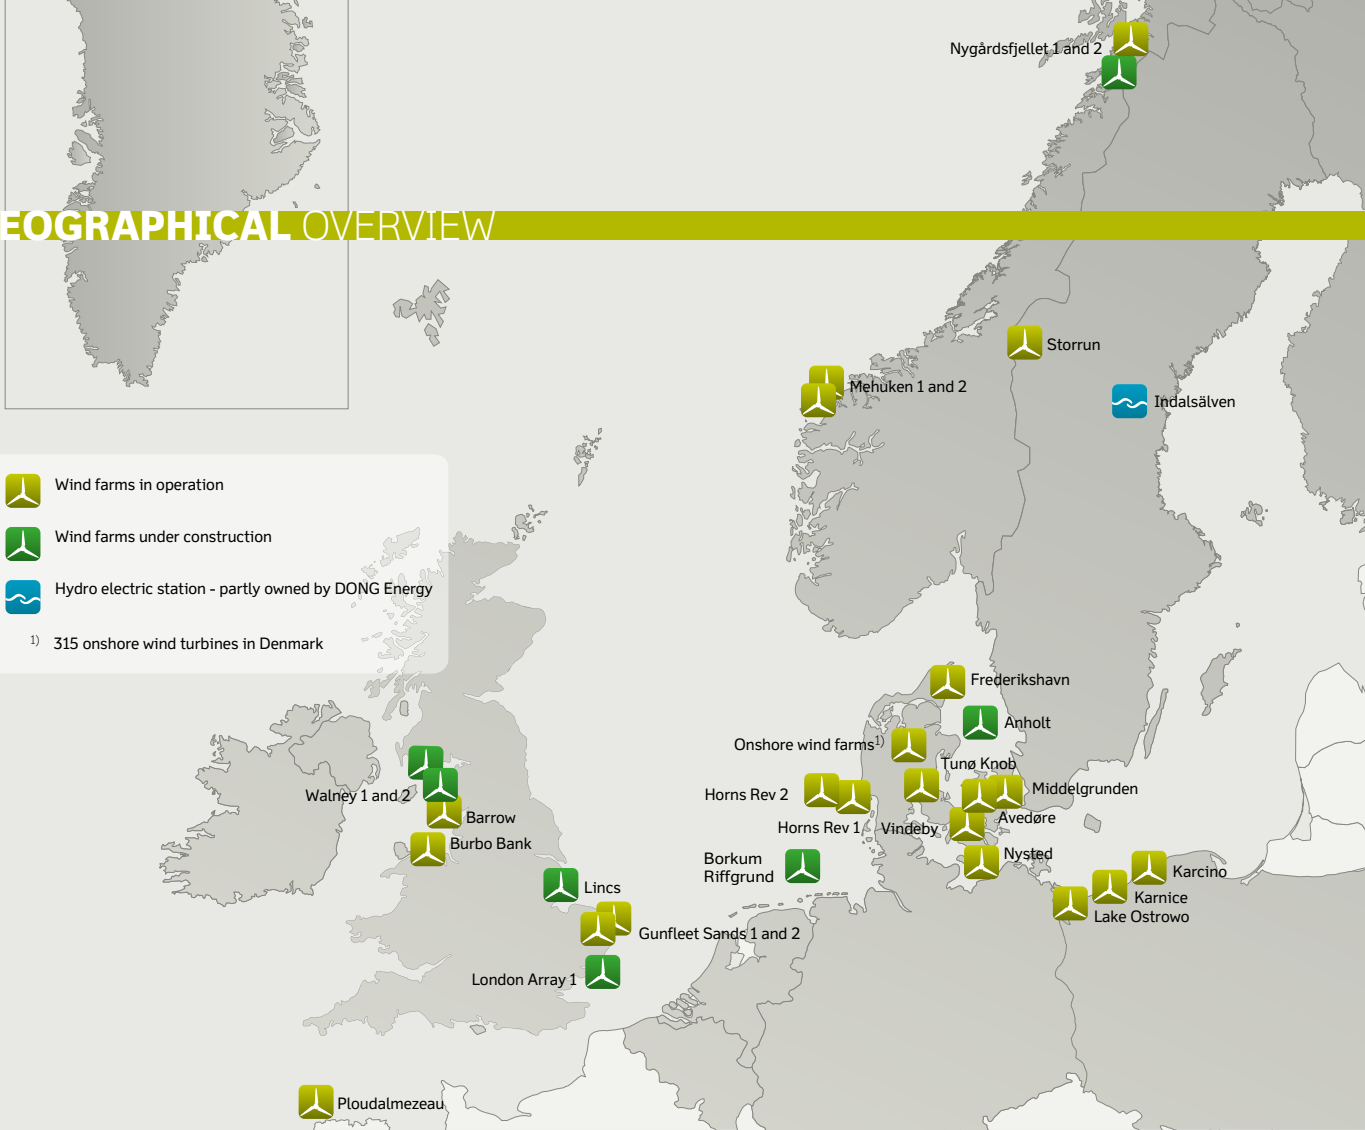 Nygårdsfjellet 1 and 2
EOGRAPHICAL OVERVIEW
Storrun
Mehuken 1 and 2
Indalsälven
Wind farms in operation
Wind farms under construction
Hydro electric station - partly owned by DONG Energy
1) 315 onshore wind turbines in Denmark
Frederikshavn
Anholt
Onshore wind farms1)
Tunø Knob
Middelgrunden
Horns Rev 2
Walney 1 and 2
Barrow
Avedøre
Horns Rev 1
Vindeby
Burbo Bank
Nysted
Borkum
Riffgrund
Karcino
Lincs
Karnice
Lake Ostrowo
Gunfleet Sands 1 and 2
London Array 1
Ploudalmezeau